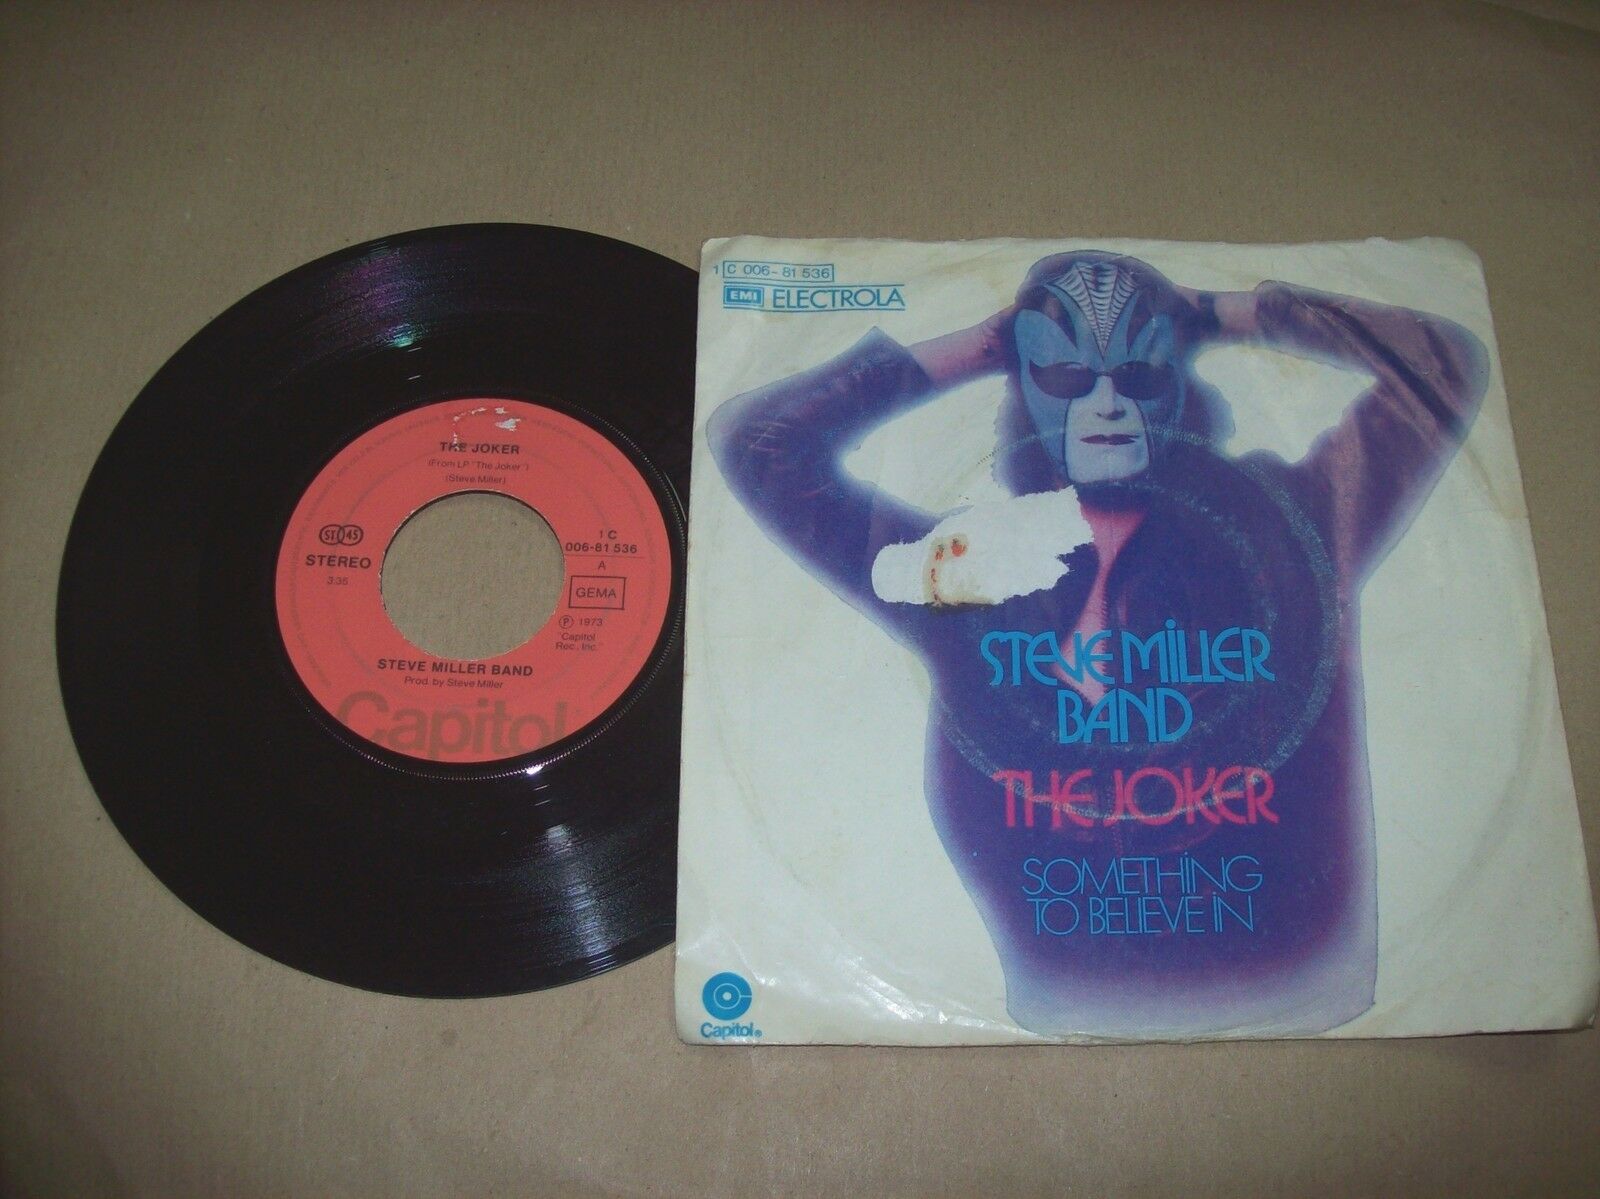 THE JOKER
(From LP "The Joker")
(Steve Miller)
ST 45
STEREO
3:35
1 C
006-81 536
A
GEMA
℗ 1973
"Capitol
Rec., Inc."
STEVE MILLER BAND
Prod. by Steve Miller
Capitol
1 C 006-81 536
EMI ELECTROLA
STEVE MILLER
BAND
THE JOKER
SOMETHING
TO BELIEVE IN
Capitol®